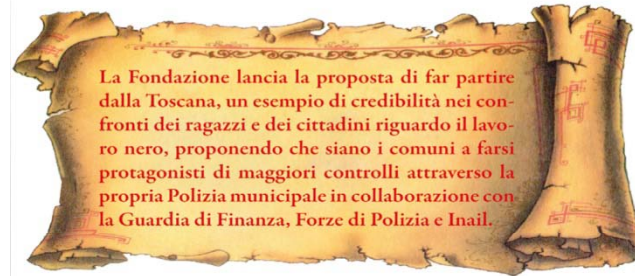 La Fondazione lancia la proposta di far partire
dalla Toscana, un esempio di credibilità nei con-
fronti dei ragazzi e dei cittadini riguardo il lavo-
ro nero, proponendo che siano i comuni a farsi
protagonisti di maggiori controlli attraverso la
propria Polizia municipale in collaborazione con
la Guardia di Finanza, Forze di Polizia e Inail.